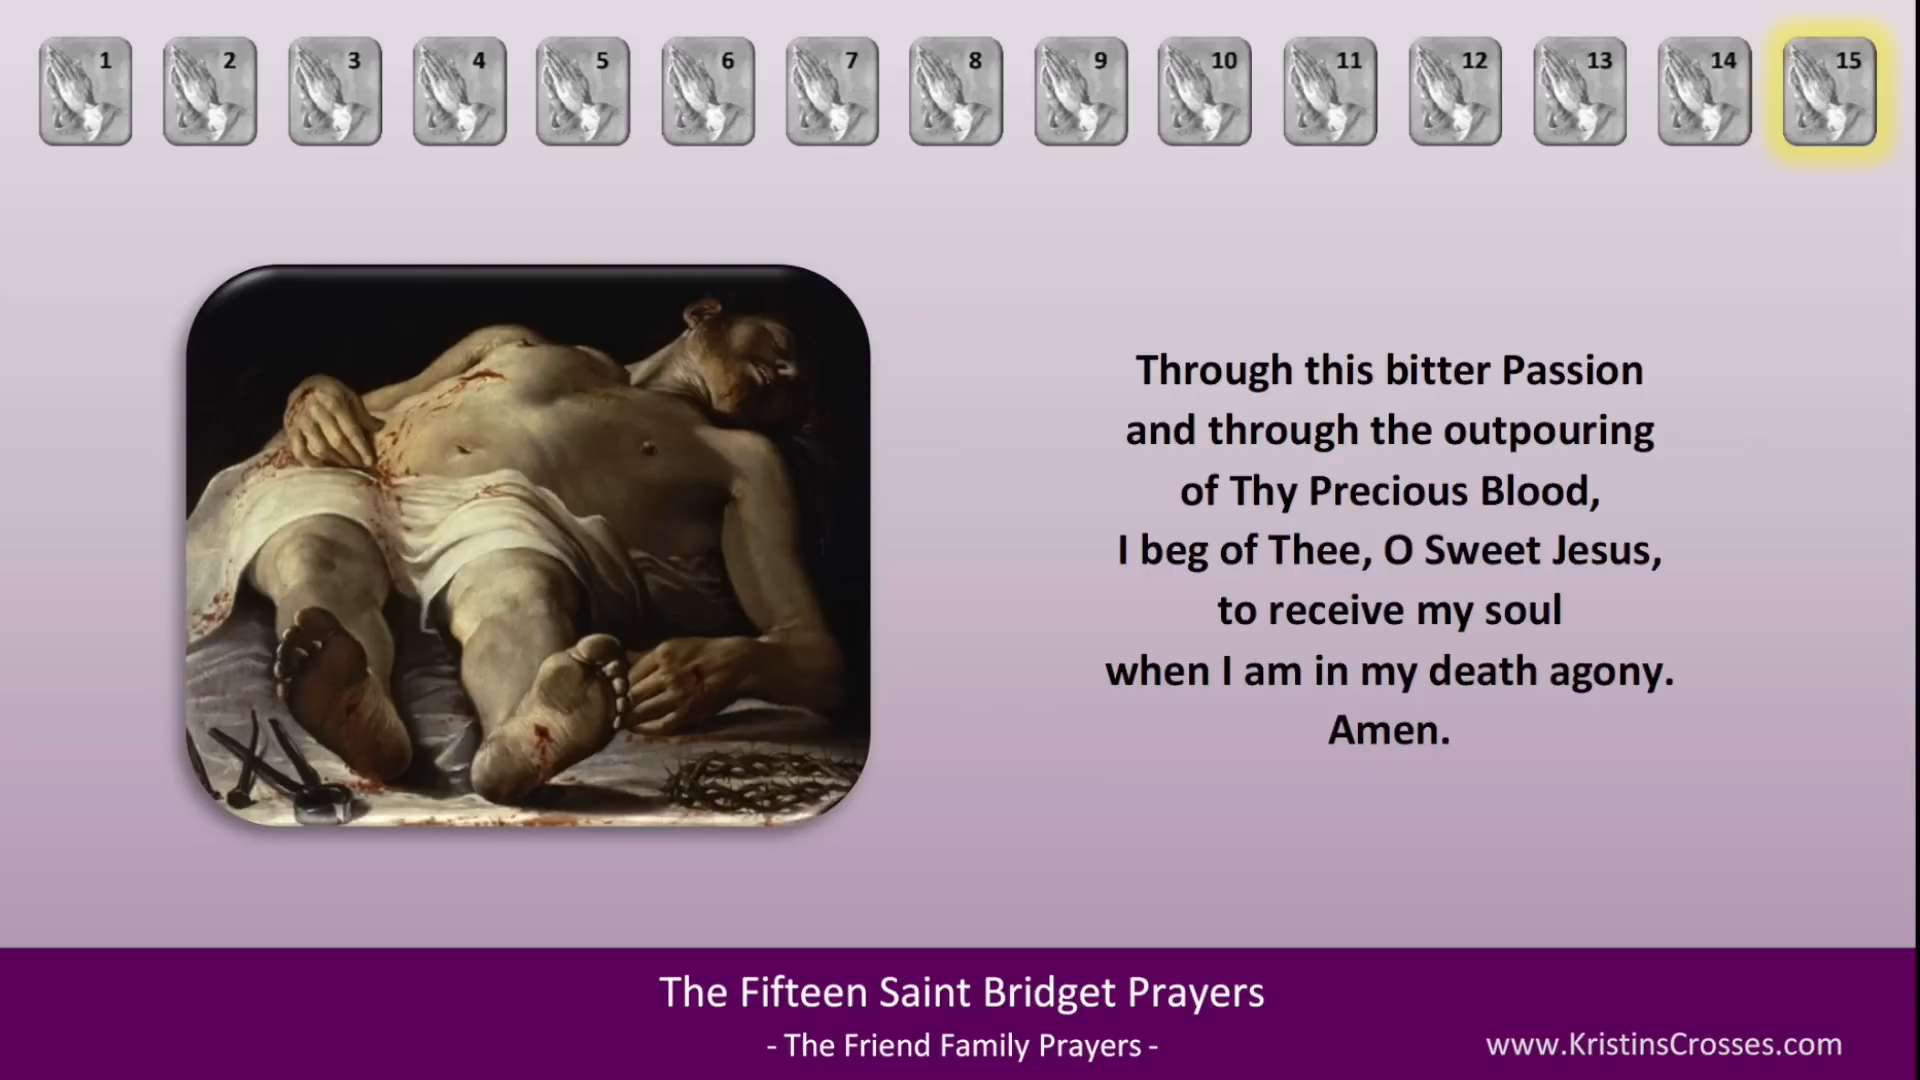 1 2 3 4 5 6 7 8 9 10 11 12 13 14 15
Through this bitter Passion
and through the outpouring
of Thy Precious Blood,
I beg of Thee, O Sweet Jesus,
to receive my soul
when I am in my death agony.
Amen.
The Fifteen Saint Bridget Prayers
- The Friend Family Prayers -
www.KristinsCrosses.com